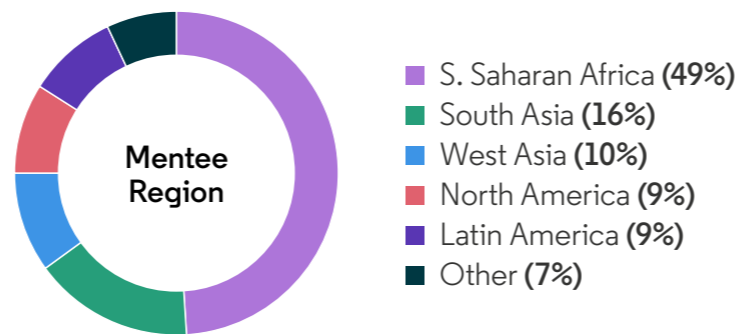 Mentee
Region
S. Saharan Africa (49%)
South Asia (16%)
West Asia (10%)
North America (9%)
Latin America (9%)
Other (7%)